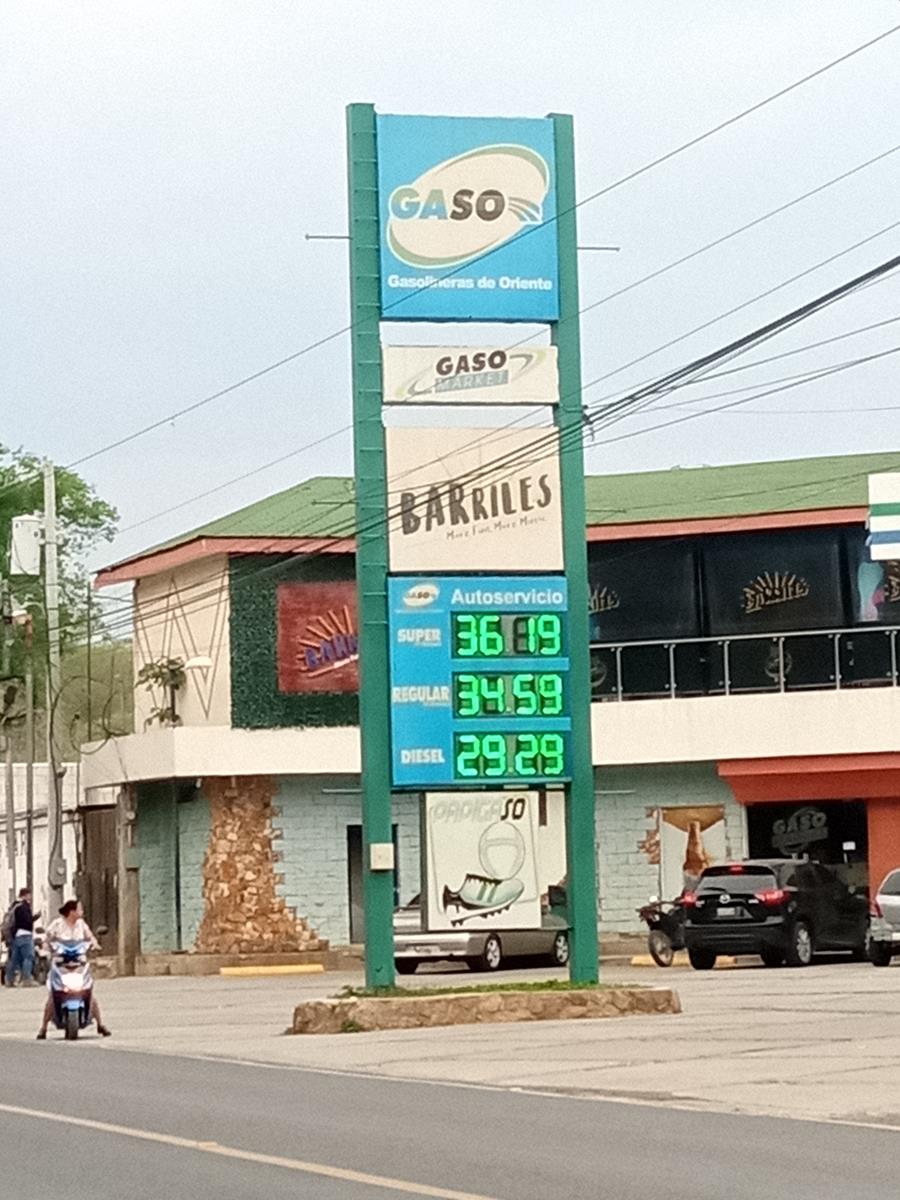 GASO
Gasolineras de Oriente
GASO
MARKET
BARRILES
More Fun, More Music.
GASO
Autoservicio
SUPER
36 19
REGULAR
34.59
DIESEL
29 29
PAPIGASO
GASO